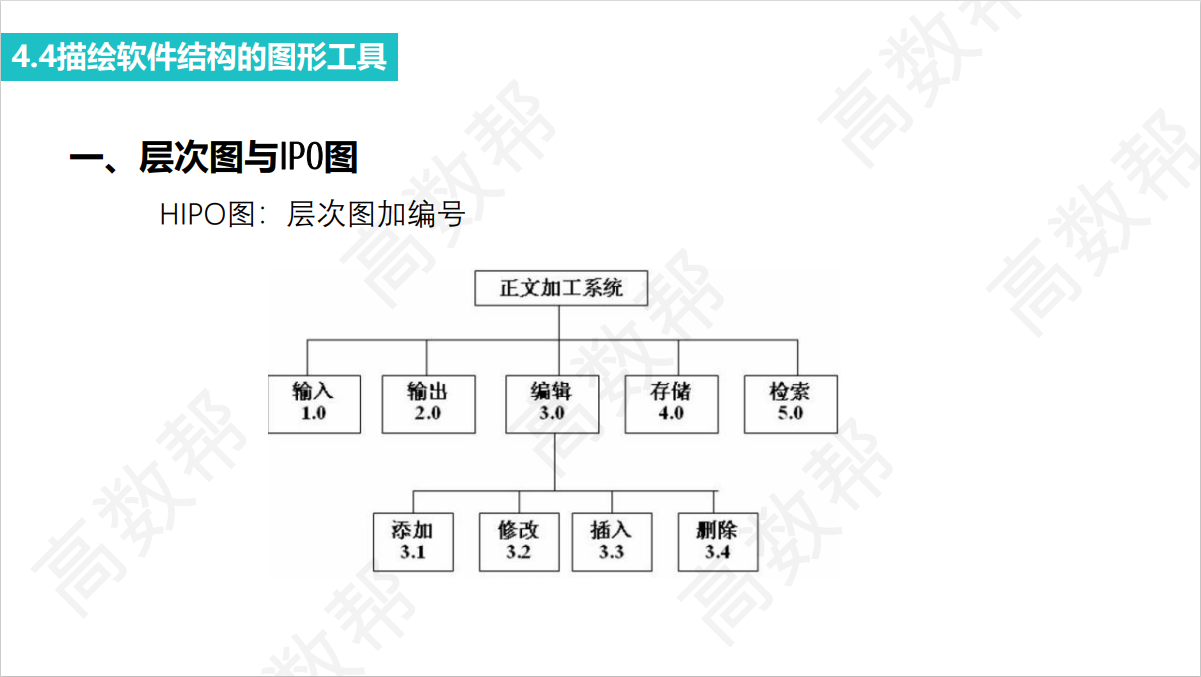 4.4描绘软件结构的图形工具
一、层次图与IPO图
HIPO图：层次图加编号
正文加工系统
输入 输出 编辑 存储 检索
1.0 2.0 3.0 4.0 5.0
添加 修改 插入 删除
3.1 3.2 3.3 3.4
高数帮
高数帮
高数帮
高数帮
高数帮
高数帮
数帮